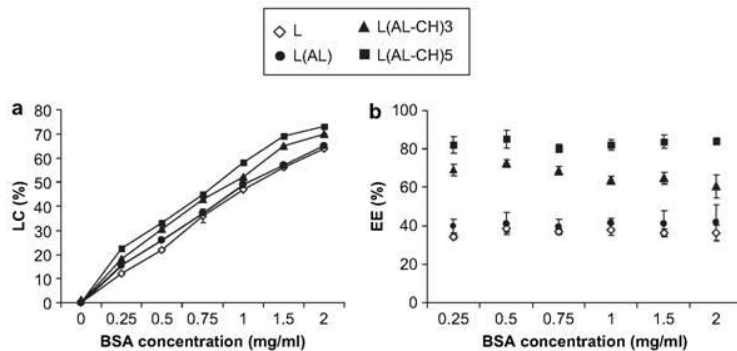 L
L(AL)
L(AL-CH)3
L(AL-CH)5
a
LC (%)
80
70
60
50
40
30
20
10
0
0 0.25 0.5 0.75 1 1.5 2
BSA concentration (mg/ml)
b
EE (%)
100
80
60
40
20
0
0.25 0.5 0.75 1 1.5 2
BSA concentration (mg/ml)